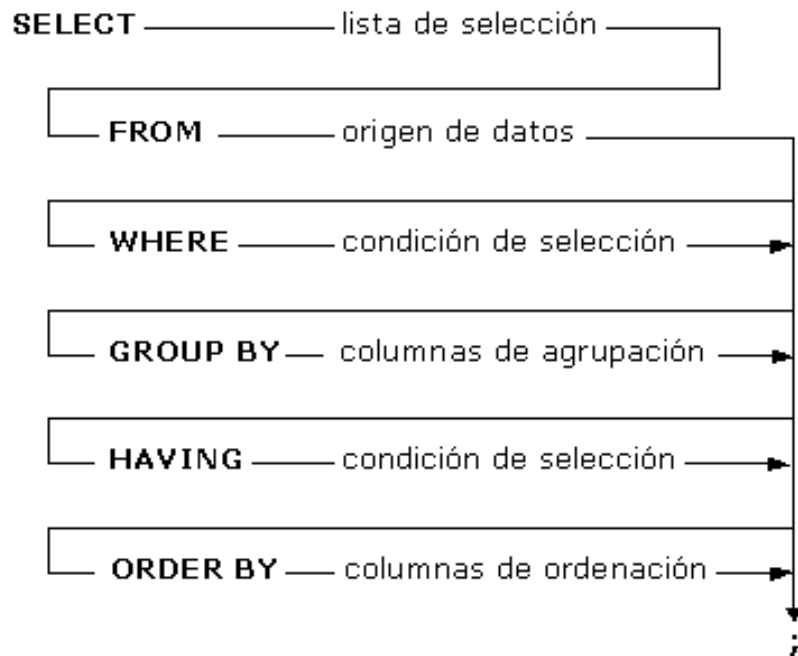 SELECT lista de selección
FROM origen de datos
WHERE condición de selección
GROUP BY columnas de agrupación
HAVING condición de selección
ORDER BY columnas de ordenación
;